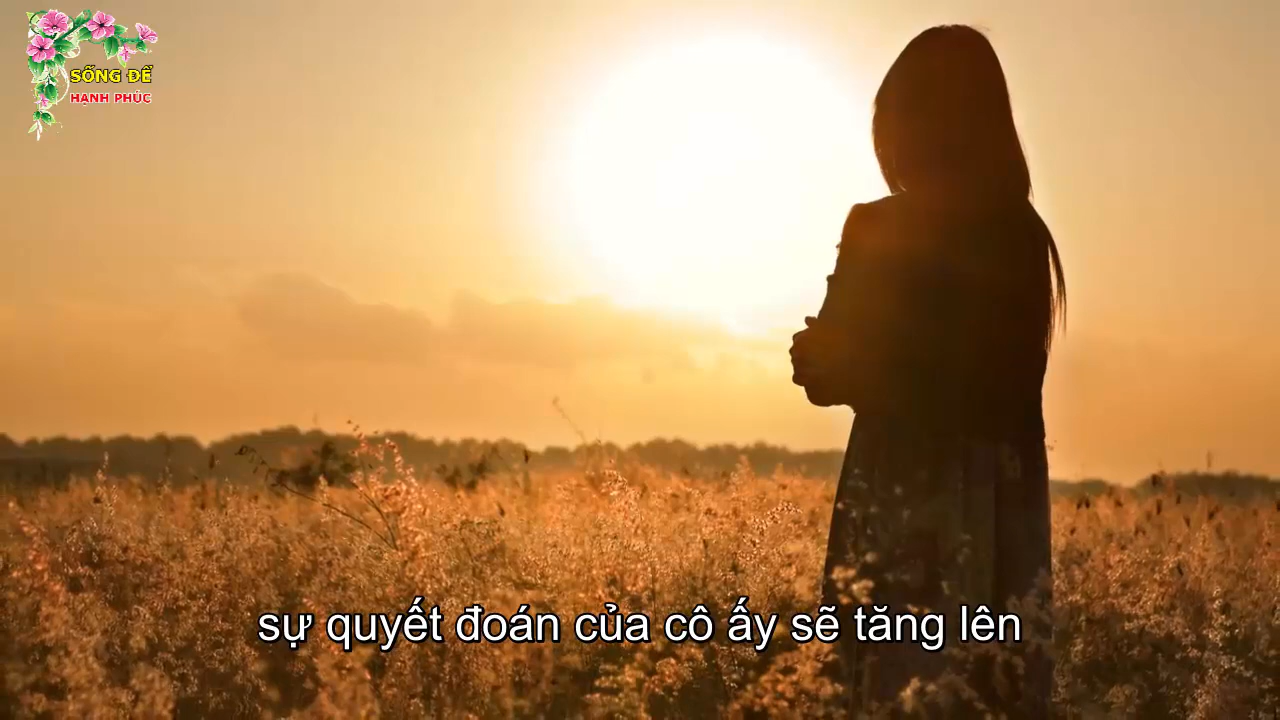 SỐNG ĐỂ
HẠNH PHÚC
sự quyết đoán của cô ấy sẽ tăng lên